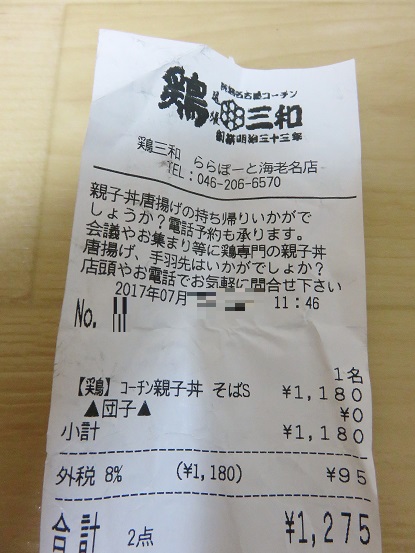 純系名古屋コーチン
鶏三和
創業明治三十三年
鶏三和　ららぽーと海老名店
TEL：046-206-6570
親子丼唐揚げの持ち帰りいかがで
しょうか？電話予約も承ります。
会議やお集まり等に鶏専門の親子丼
唐揚げ、手羽先はいかがでしょか？
店頭やお電話でお気軽に問合せ下さい
2017年07月 11:46
No.
1名
【鶏】コーチン親子丼 そばS ¥1,180
▲団子▲ ¥0
小計 ¥1,180
外税 8% (¥1,180) ¥95
合計 2点 ¥1,275